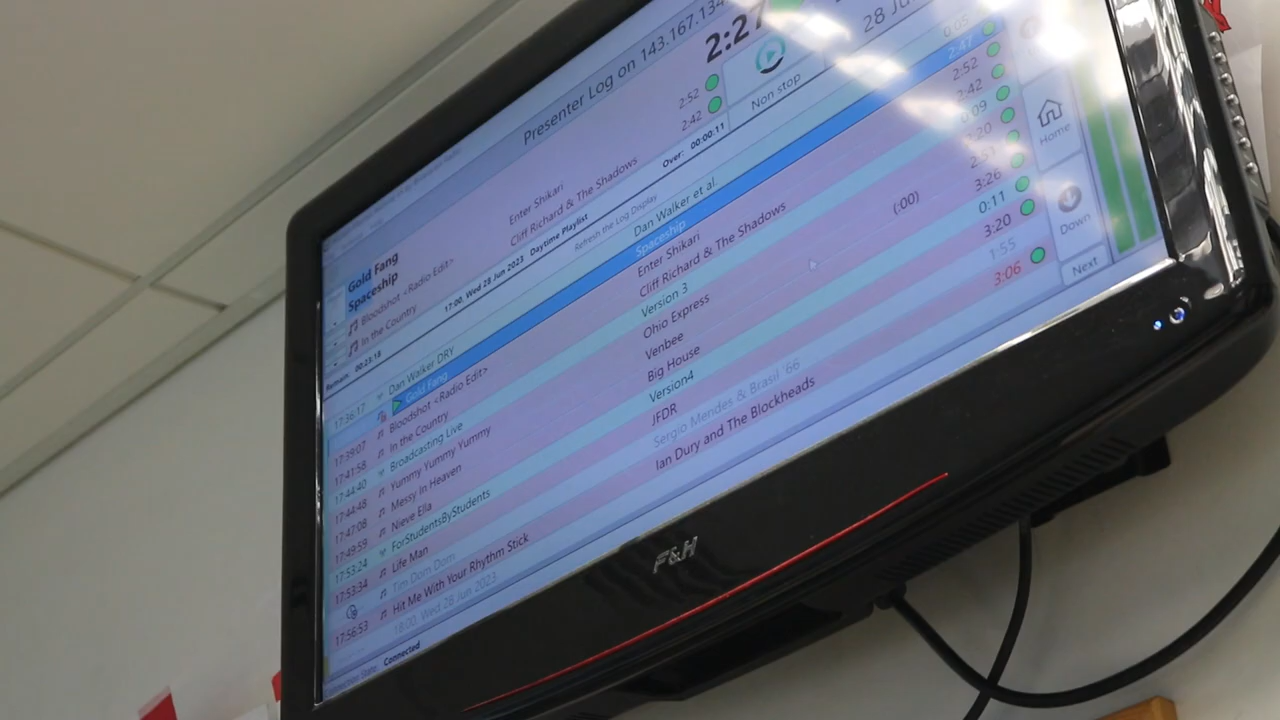 Presenter Log on 143.167.134
2:27
28 Ju
Gold Fang
Spaceship
Bloodshot <Radio Edit> Enter Shikari 2:52
In the Country Cliff Richard & The Shadows 2:42
Non stop
Remain: 00:23:18 17:00, Wed 28 Jun 2023 Daytime Playlist Over: 00:00:11
Refresh the Log Display
17:36:17 Dan Walker DRY Dan Walker et al. 0:05
Gold Fang Spaceship 2:47
17:39:07 Bloodshot <Radio Edit> Enter Shikari 2:52
17:41:58 In the Country Cliff Richard & The Shadows 2:42
17:44:40 Broadcasting Live Version 3 0:09
17:44:48 Yummy Yummy Yummy Ohio Express :20
17:47:08 Messy In Heaven Venbee
17:49:59 Nieve Ella Big House (:00) 3:26
17:53:24 ForStudentsByStudents Version4 0:11
17:53:34 Life Man JFDR 3:20
Tim Dom Dom Sergio Mendes & Brasil '66 1:55
17:56:53 Hit Me With Your Rhythm Stick Ian Dury and The Blockheads 3:06
18:00 Wed 28 Jun 2023
Home
Down
Next
Connection State: Connected
F&H